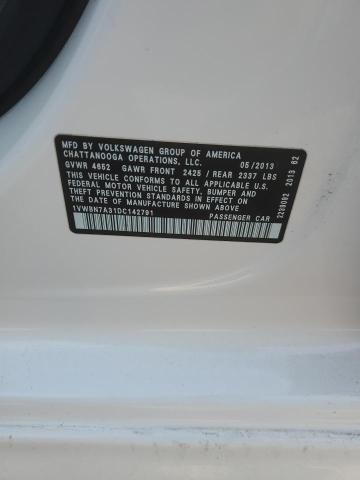 MFD BY VOLKSWAGEN GROUP OF AMERICA
CHATTANOOGA OPERATIONS, LLC. 05/2013
GVWR 4652 GAWR FRONT 2425 / REAR 2337 LBS
THIS VEHICLE CONFORMS TO ALL APPLICABLE U.S.
FEDERAL MOTOR VEHICLE SAFETY, BUMPER AND
THEFT PREVENTION STANDARDS IN EFFECT ON
THE DATE OF MANUFACTURE SHOWN ABOVE
1VWBN7A31DC142791 PASSENGER CAR
2239092 2013 62